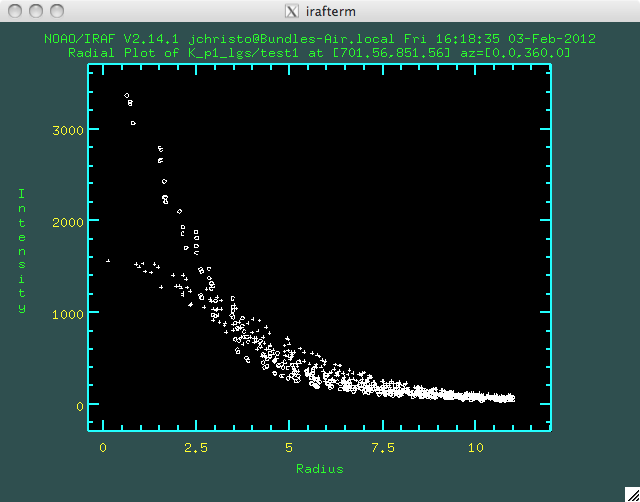 irafterm
NOAO/IRAF V2.14.1 jchristo@Bundles-Air.local Fri 16:18:35 03-Feb-2012
Radial Plot of K_p1_lgs/test1 at [701.56,851.56] az=[0.0,360.0]
Intensity
3000
2000
1000
0
0 2.5 5 7.5 10
Radius